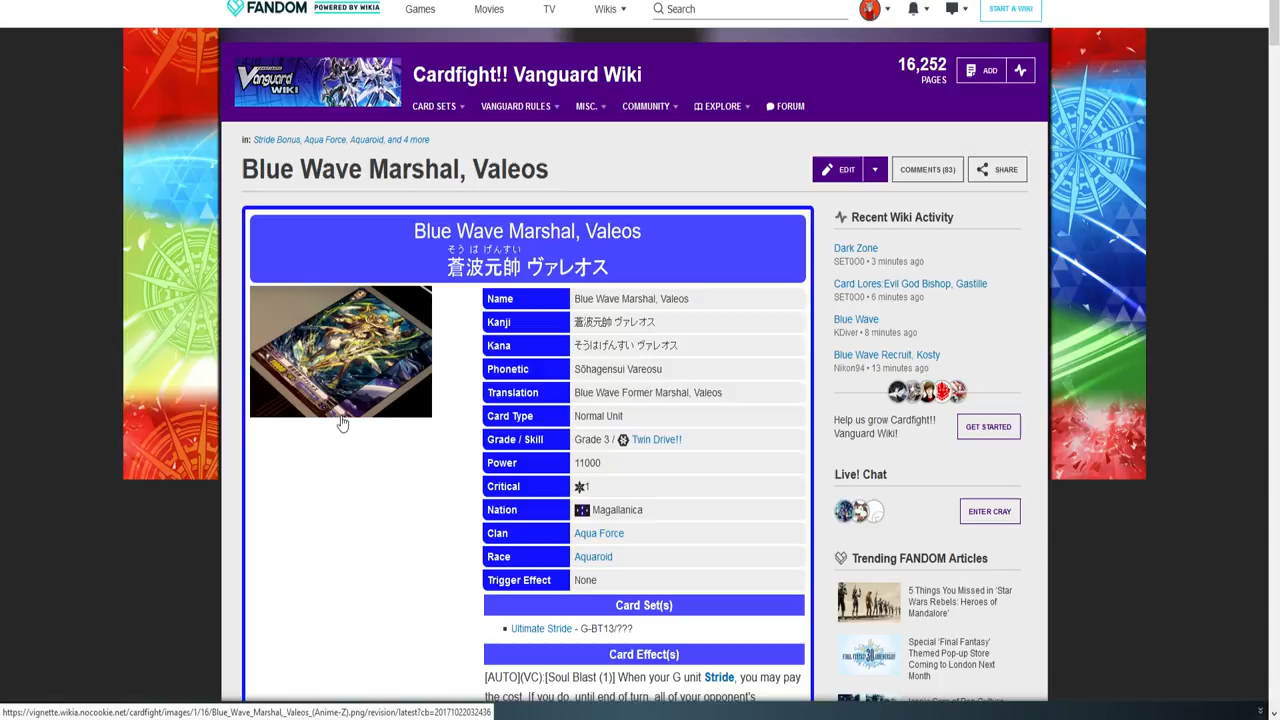 FANDOM POWERED BY WIKIA Games Movies TV Wikis Search START A WIKI
Vanguard WIKI Cardfight!! Vanguard Wiki 16,252 PAGES ADD
CARD SETS VANGUARD RULES MISC. COMMUNITY EXPLORE FORUM
in: Stride Bonus, Aqua Force, Aquaroid, and 4 more
Blue Wave Marshal, Valeos EDIT COMMENTS (83) SHARE
Blue Wave Marshal, Valeos
そう は げんすい
蒼波元帥 ヴァレオス
Name Blue Wave Marshal, Valeos
Kanji 蒼波元帥 ヴァレオス
Kana そうはげんすい ヴァレオス
Phonetic Sōhagensui Vareosu
Translation Blue Wave Former Marshal, Valeos
Card Type Normal Unit
Grade / Skill Grade 3 / Twin Drive!!
Power 11000
Critical 1
Nation Magallanica
Clan Aqua Force
Race Aquaroid
Trigger Effect None
Card Set(s)
▪ Ultimate Stride - G-BT13/???
Card Effect(s)
[AUTO](VC):[Soul Blast (1)] When your G unit Stride, you may pay
the cost. If you do, until end of turn, all of your opponent's
Recent Wiki Activity
Dark Zone
SET0O0 • 3 minutes ago
Card Lores:Evil God Bishop, Gastille
SET0O0 • 6 minutes ago
Blue Wave
KDiver • 8 minutes ago
Blue Wave Recruit, Kosty
Nikon94 • 13 minutes ago
Help us grow Cardfight!!
Vanguard Wiki!
GET STARTED
Live! Chat
ENTER CRAY
Trending FANDOM Articles
5 Things You Missed in 'Star
Wars Rebels: Heroes of
Mandalore'
Special 'Final Fantasy'
Themed Pop-up Store
Coming to London Next
Month
https://vignette.wikia.nocookie.net/cardfight/images/1/16/Blue_Wave_Marshal,_Valeos_(Anime-Z).png/revision/latest?cb=20171022032436